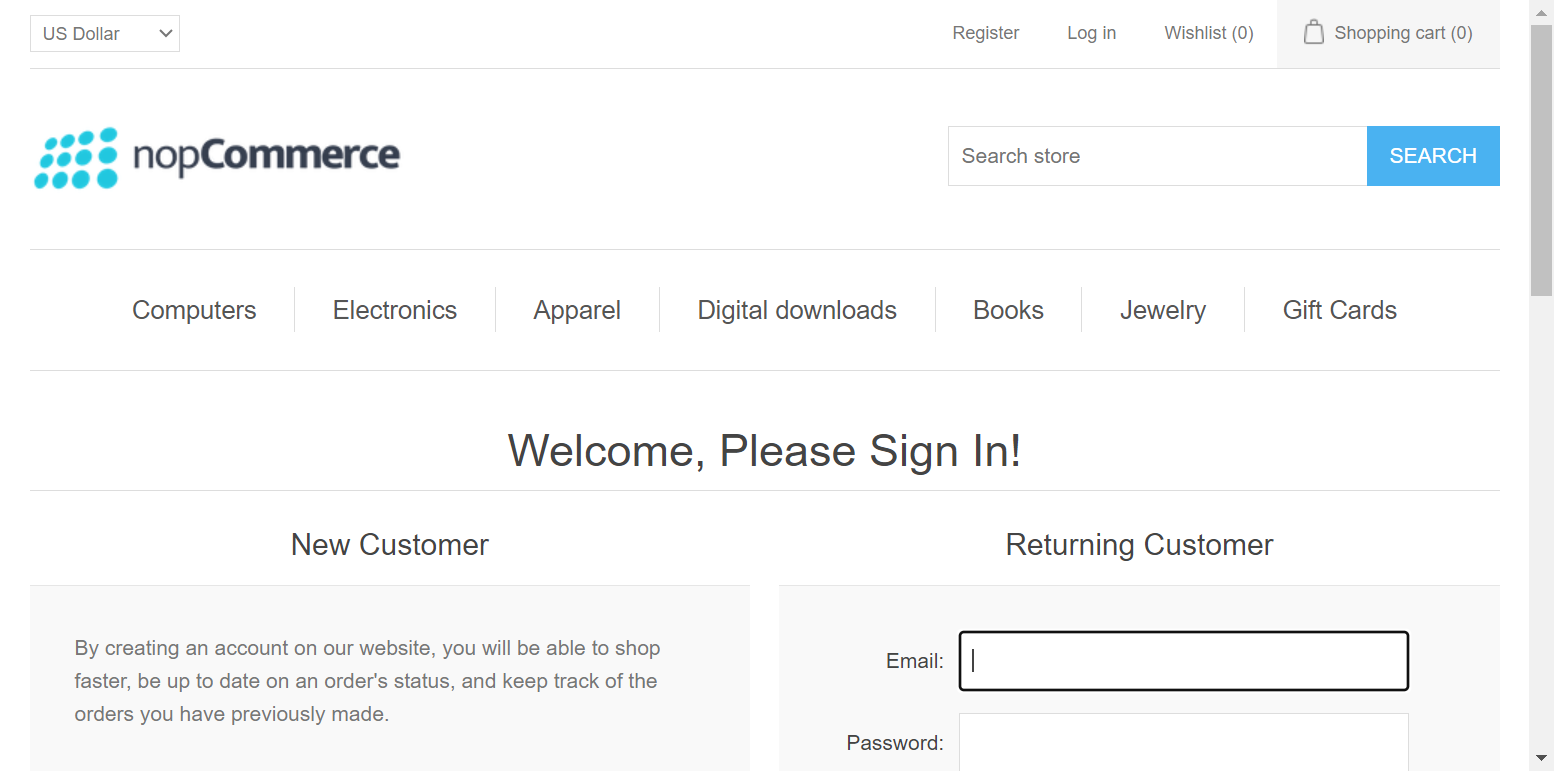 US Dollar
Register
Log in
Wishlist (0)
Shopping cart (0)
nopCommerce
Search store
SEARCH
Computers
Electronics
Apparel
Digital downloads
Books
Jewelry
Gift Cards
Welcome, Please Sign In!
New Customer
By creating an account on our website, you will be able to shop
faster, be up to date on an order's status, and keep track of the
orders you have previously made.
Returning Customer
Email:
Password: